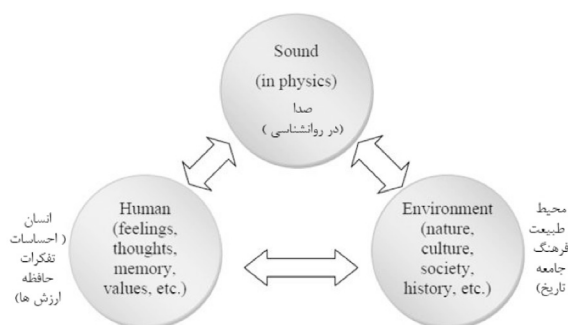 Sound
(in physics)
صدا
(در روانشناسی )
Human
(feelings,
thoughts,
memory,
values, etc.)
انسان
( احساسات
تفکرات
حافظه
ارزش ها)
Environment
(nature,
culture,
society,
history, etc.)
محیط
طبیعت
فرهنگ
جامعه
تاریخ)